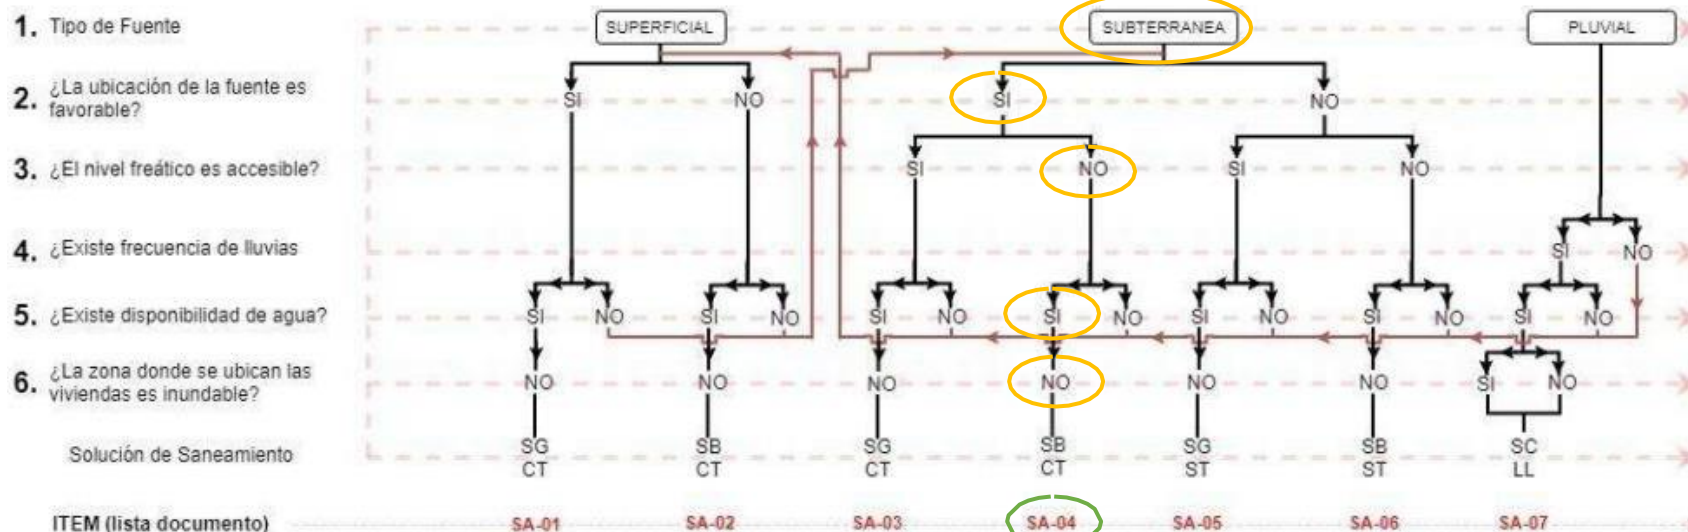 1. Tipo de Fuente SUPERFICIAL SUBTERRANEA PLUVIAL
2. ¿La ubicación de la fuente es
favorable? SI NO SI NO
3. ¿El nivel freático es accesible? SI NO SI NO
4. ¿Existe frecuencia de lluvias SI NO
5. ¿Existe disponibilidad de agua? SI NO SI NO SI NO SI NO SI NO SI NO SI NO
6. ¿La zona donde se ubican las
viviendas es inundable? NO NO NO NO NO NO SI NO
Solución de Saneamiento
SG SB SG SB SG SB SC
CT CT CT CT ST ST LL
ITEM (lista documento) SA-01 SA-02 SA-03 SA-04 SA-05 SA-06 SA-07